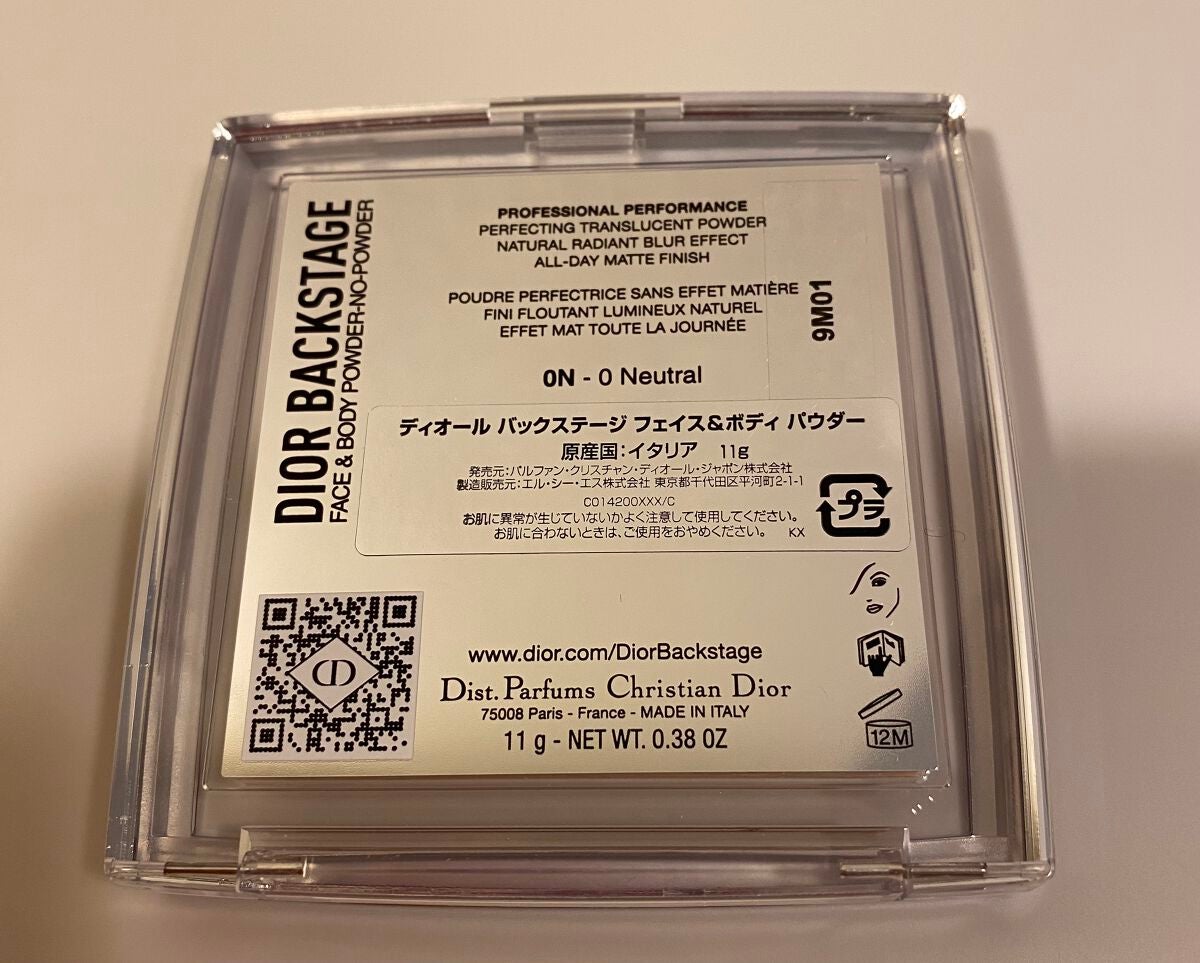 DIOR BACKSTAGE
FACE & BODY POWDER-NO-POWDER
PROFESSIONAL PERFORMANCE
PERFECTING TRANSLUCENT POWDER
NATURAL RADIANT BLUR EFFECT
ALL-DAY MATTE FINISH
POUDRE PERFECTRICE SANS EFFET MATIÈRE
FINI FLOUTANT LUMINEUX NATUREL
EFFET MAT TOUTE LA JOURNÉE
9M01
0N - 0 Neutral
ディオール バックステージ フェイス&ボディ パウダー
原産国:イタリア 11g
発売元:パルファン・クリスチャン・ディオール・ジャポン株式会社
製造販売元:エル・シー・エス株式会社 東京都千代田区平河町2-1-1
C014200XXX/C
お肌に異常が生じていないかよく注意して使用してください。
お肌に合わないときは、ご使用をおやめください。 KX
プラ
CD
www.dior.com/DiorBackstage
Dist. Parfums Christian Dior
75008 Paris - France - MADE IN ITALY
11 g - NET WT. 0.38 OZ
12M